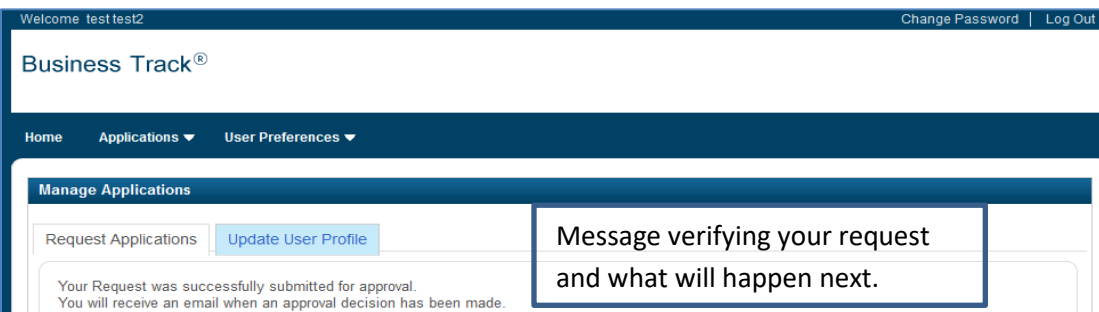 Welcome test test2 Change Password | Log Out
Business Track®
Home Applications User Preferences
Manage Applications
Request Applications Update User Profile
Message verifying your request
and what will happen next.
Your Request was successfully submitted for approval.
You will receive an email when an approval decision has been made.